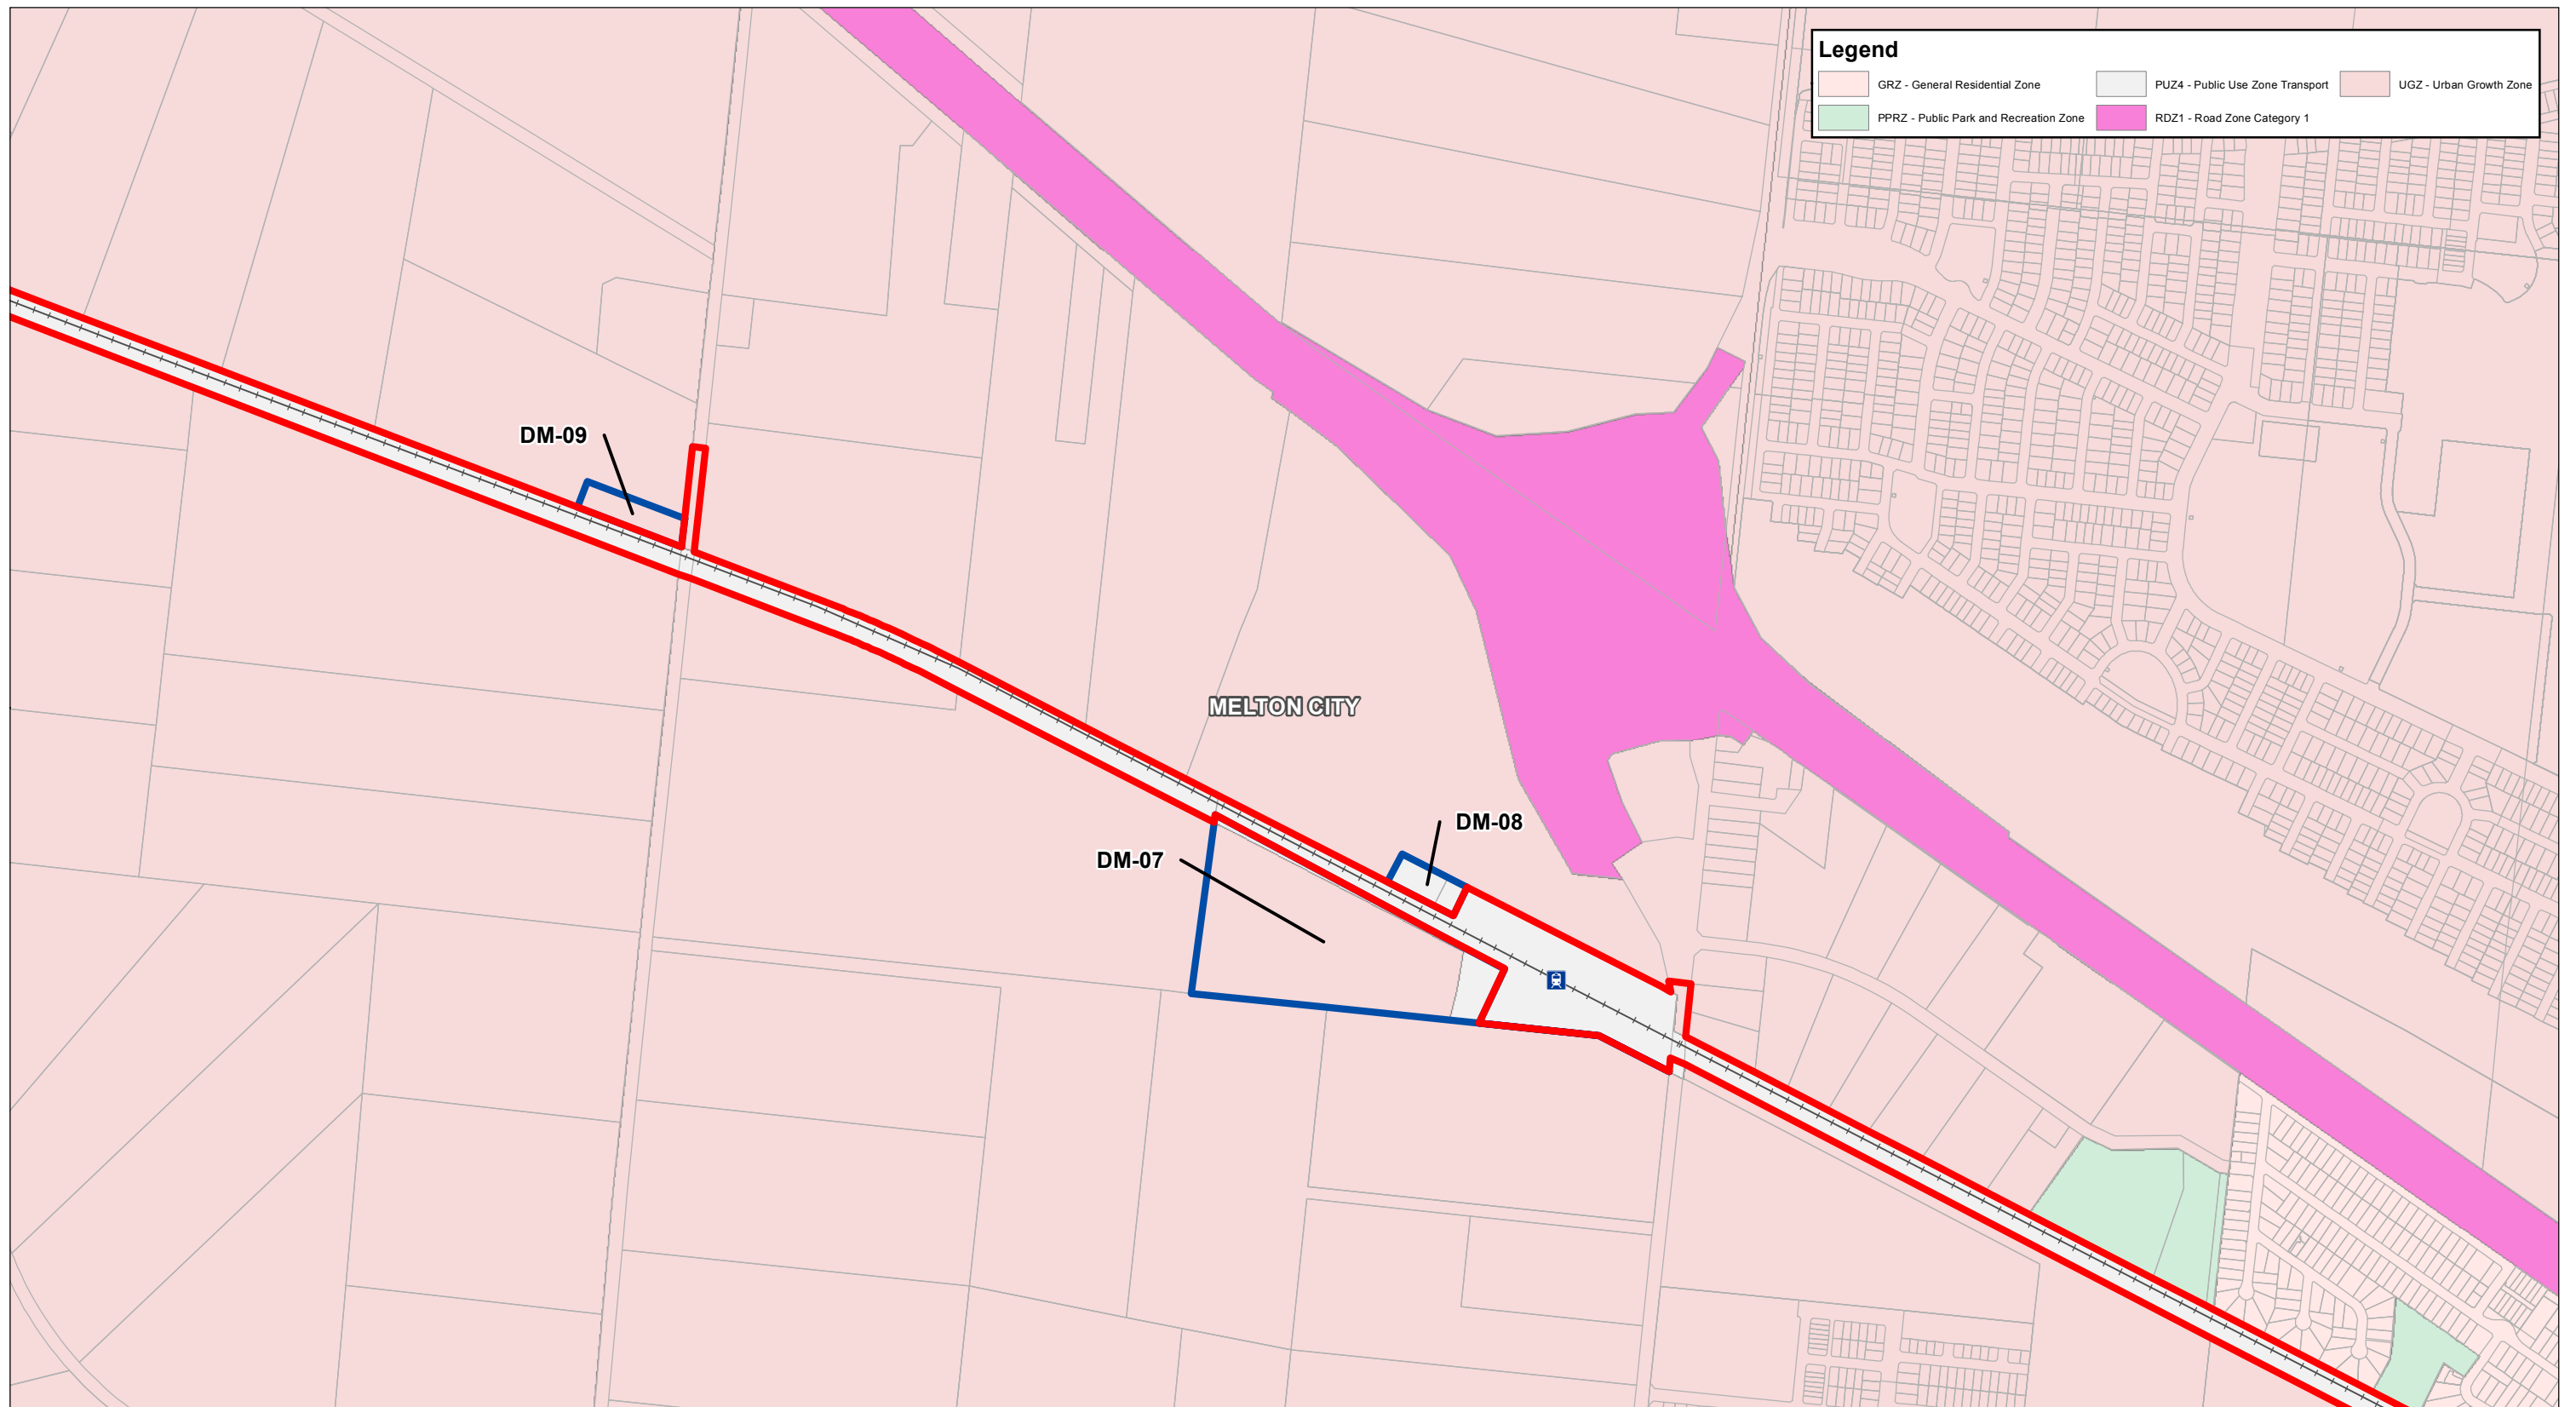 Legend
GRZ - General Residential Zone
PUZ4 - Public Use Zone Transport
UGZ - Urban Growth Zone
PPRZ - Public Park and Recreation Zone
RDZ1 - Road Zone Category 1
DM-09
MELTON CITY
DM-08
DM-07